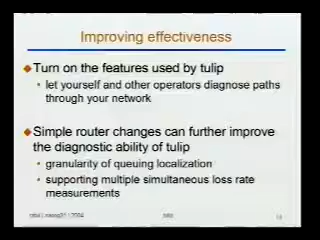 Improving effectiveness
Turn on the features used by tulip
let yourself and other operators diagnose paths
through your network
Simple router changes can further improve
the diagnostic ability of tulip
granularity of queuing localization
supporting multiple simultaneous loss rate
measurements
2004